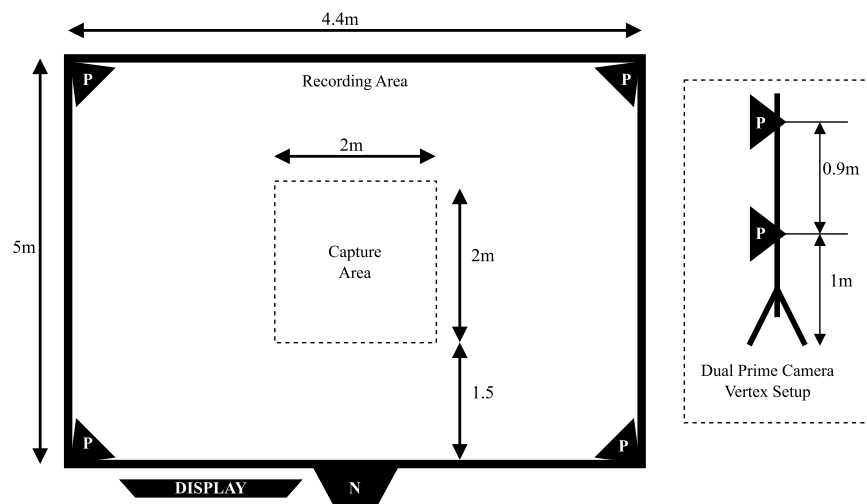 4.4m
P
P
Recording Area
P
0.9m
2m
5m
Capture
Area
2m
P
1m
1.5
Dual Prime Camera
Vertex Setup
P
P
DISPLAY
N